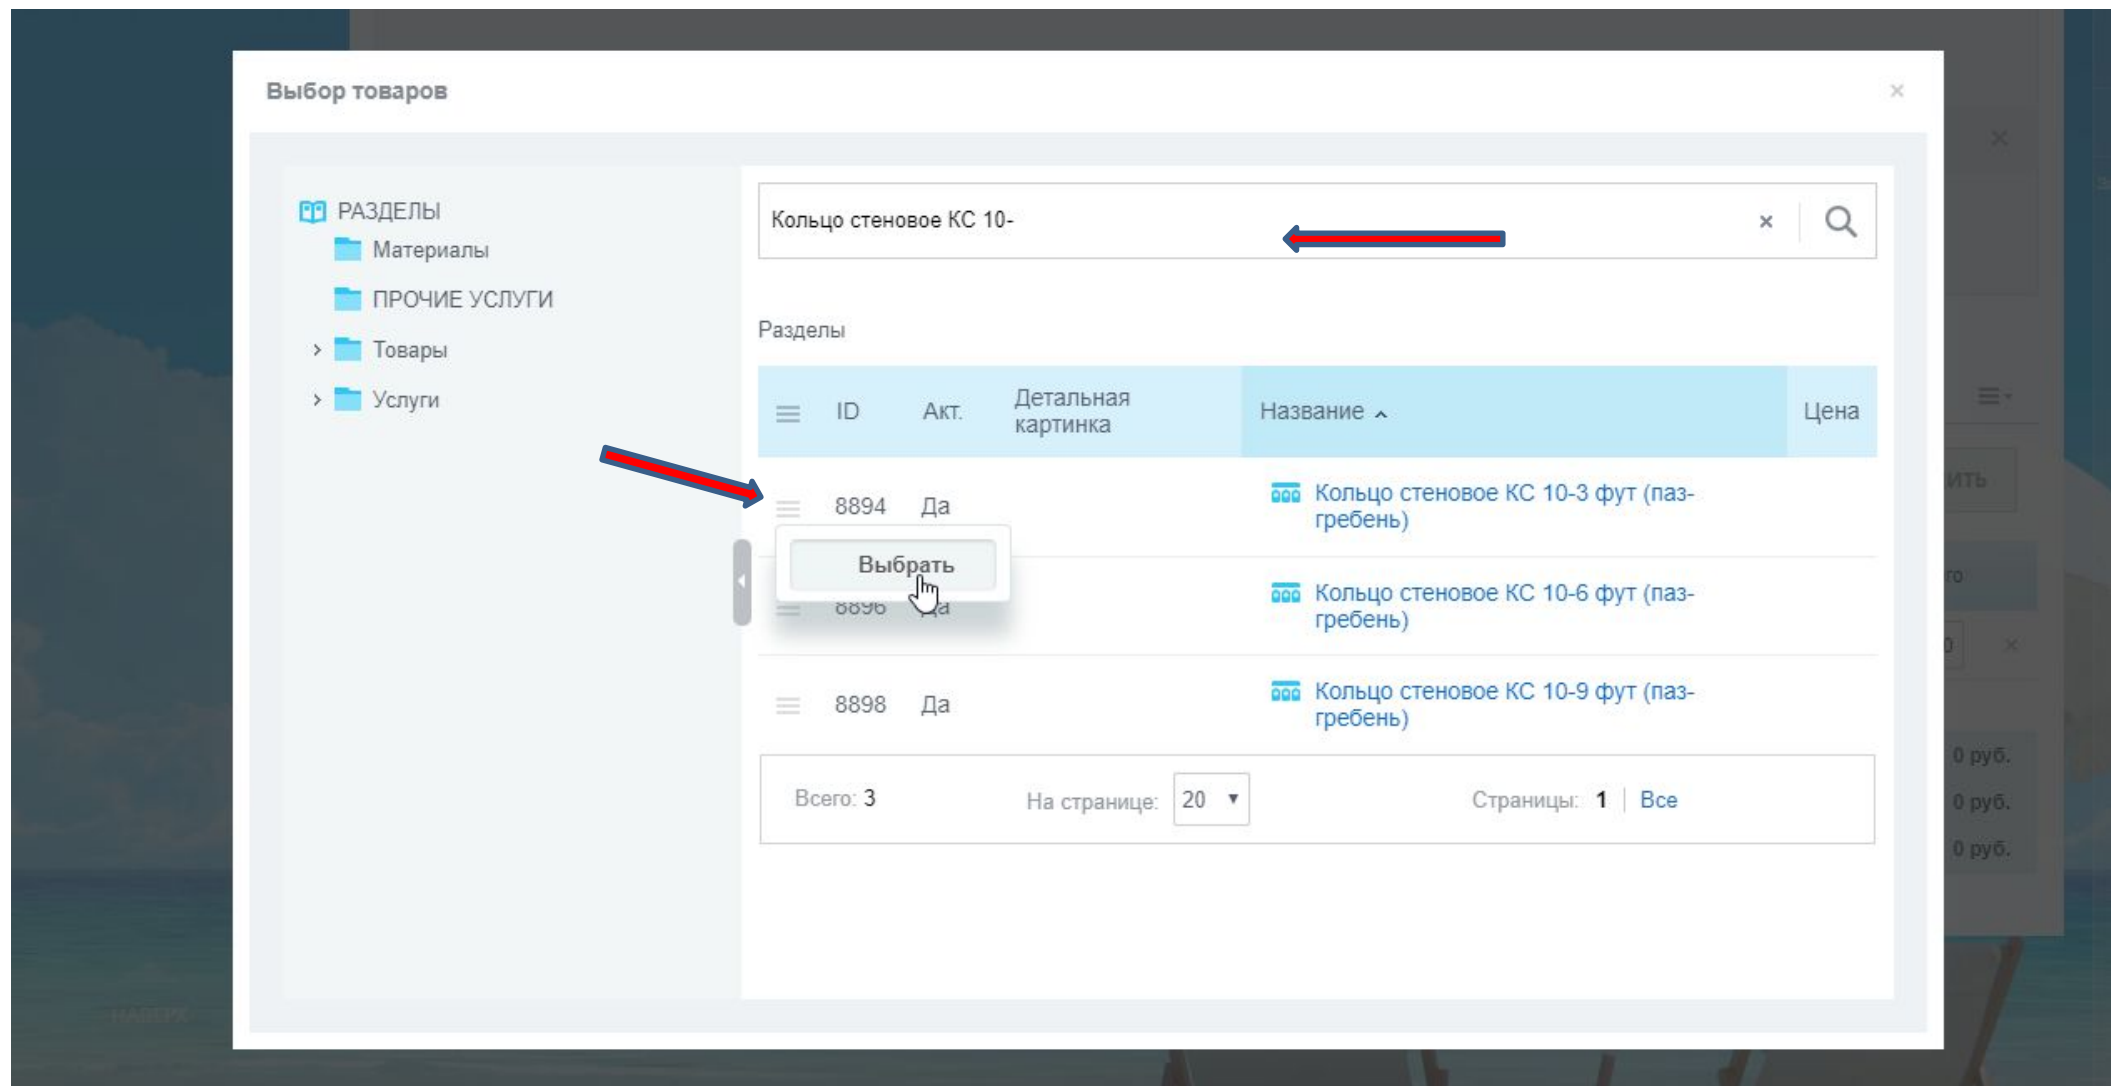 Выбор товаров
РАЗДЕЛЫ
Материалы
ПРОЧИЕ УСЛУГИ
Товары
Услуги
Кольцо стеновое КС 10-
Разделы
ID Акт. Детальная картинка Название Цена
8894 Да Кольцо стеновое КС 10-3 фут (паз-
гребень)
Выбрать
8896 Да Кольцо стеновое КС 10-6 фут (паз-
гребень)
8898 Да Кольцо стеновое КС 10-9 фут (паз-
гребень)
Всего: 3 На странице: 20 Страницы: 1 Все
0 руб.
0 руб.
0 руб.
НАВЕРХ